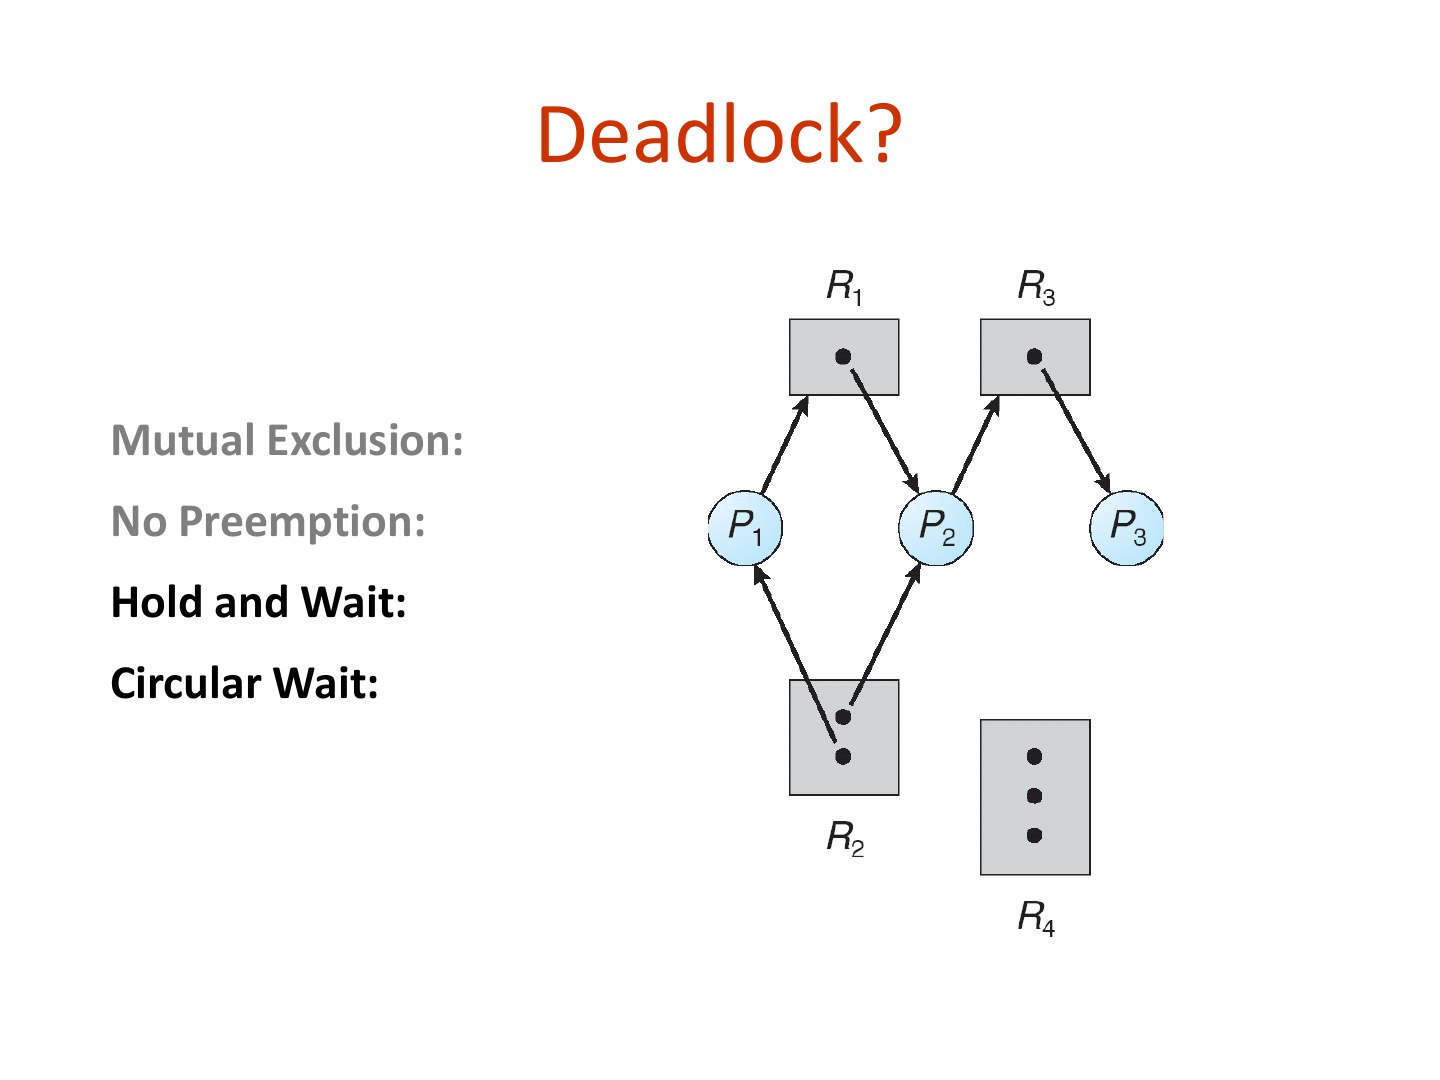 Deadlock?
Mutual Exclusion:
No Preemption:
Hold and Wait:
Circular Wait:
R1 R3
P1 P2 P3
R2
R4